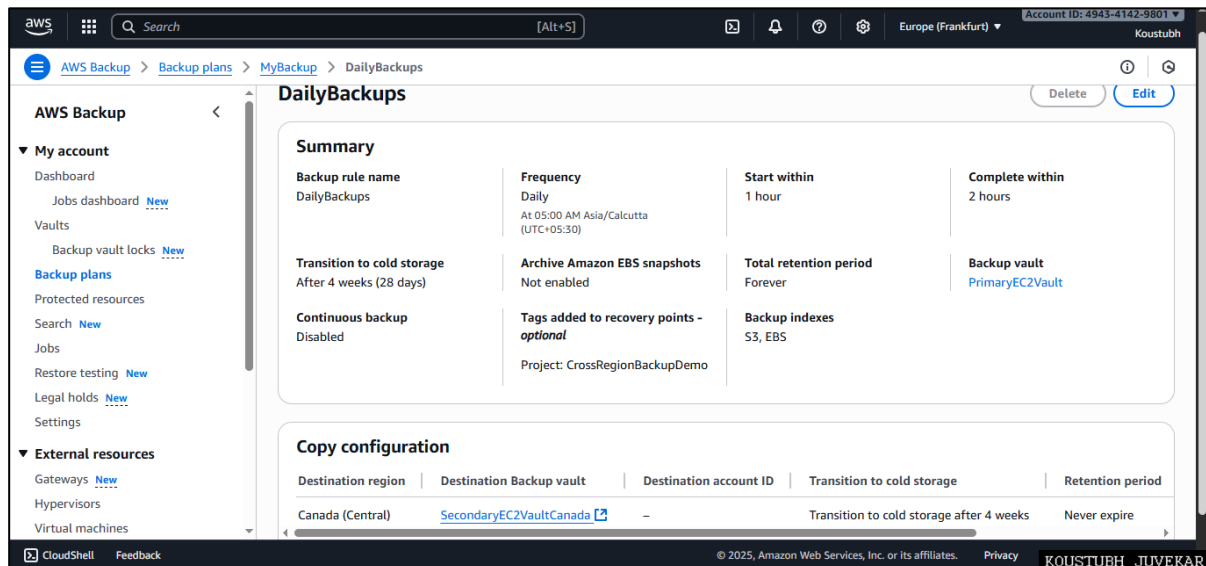 aws
Search [Alt+S]
Europe (Frankfurt) ▼
Account ID: 4943-4142-9801 ▼
Koustubh
AWS Backup > Backup plans > MyBackup > DailyBackups
AWS Backup
▼ My account
Dashboard
Jobs dashboard New
Vaults
Backup vault locks New
Backup plans
Protected resources
Search New
Jobs
Restore testing New
Legal holds New
Settings
▼ External resources
Gateways New
Hypervisors
Virtual machines
DailyBackups
Delete
Edit
Summary
Backup rule name
DailyBackups
Frequency
Daily
At 05:00 AM Asia/Calcutta
(UTC+05:30)
Start within
1 hour
Complete within
2 hours
Transition to cold storage
After 4 weeks (28 days)
Archive Amazon EBS snapshots
Not enabled
Total retention period
Forever
Backup vault
PrimaryEC2Vault
Continuous backup
Disabled
Tags added to recovery points –
optional
Project: CrossRegionBackupDemo
Backup indexes
S3, EBS
Copy configuration
Destination region | Destination Backup vault | Destination account ID | Transition to cold storage | Retention period
Canada (Central) SecondaryEC2VaultCanada – Transition to cold storage after 4 weeks Never expire
CloudShell Feedback © 2025, Amazon Web Services, Inc. or its affiliates. Privacy
KOUSTUBH JUVEKAR